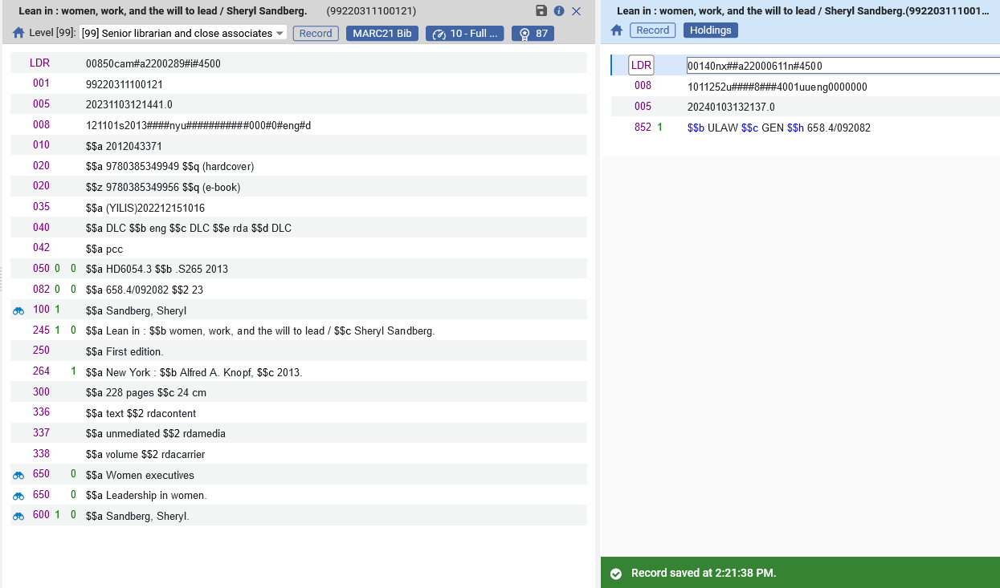 Lean in : women, work, and the will to lead / Sheryl Sandberg. (99220311100121)
Level [99]: [99] Senior librarian and close associates Record MARC21 Bib 10 - Full ... 87
LDR 00850cam#a2200289#i#4500
001 99220311100121
005 20231103121441.0
008 121101s2013####nyu###########000#0#eng#d
010 $$a 2012043371
020 $$a 9780385349949 $$q (hardcover)
020 $$z 9780385349956 $$q (e-book)
035 $$a (YILIS)202212151016
040 $$a DLC $$b eng $$c DLC $$e rda $$d DLC
042 $$a pcc
050 0 0 $$a HD6054.3 $$b .S265 2013
082 0 0 $$a 658.4/092082 $$2 23
100 1 $$a Sandberg, Sheryl
245 1 0 $$a Lean in : $$b women, work, and the will to lead / $$c Sheryl Sandberg.
250 $$a First edition.
264 1 $$a New York : $$b Alfred A. Knopf, $$c 2013.
300 $$a 228 pages $$c 24 cm
336 $$a text $$2 rdacontent
337 $$a unmediated $$2 rdamedia
338 $$a volume $$2 rdacarrier
650 0 $$a Women executives
650 0 $$a Leadership in women.
600 1 0 $$a Sandberg, Sheryl.
Lean in : women, work, and the will to lead / Sheryl Sandberg.(992203111001...
Record Holdings
LDR 00140nx##a22000611n#4500
008 1011252u####8###4001uueng0000000
005 20240103132137.0
852 1 $$b ULAW $$c GEN $$h 658.4/092082
Record saved at 2:21:38 PM.